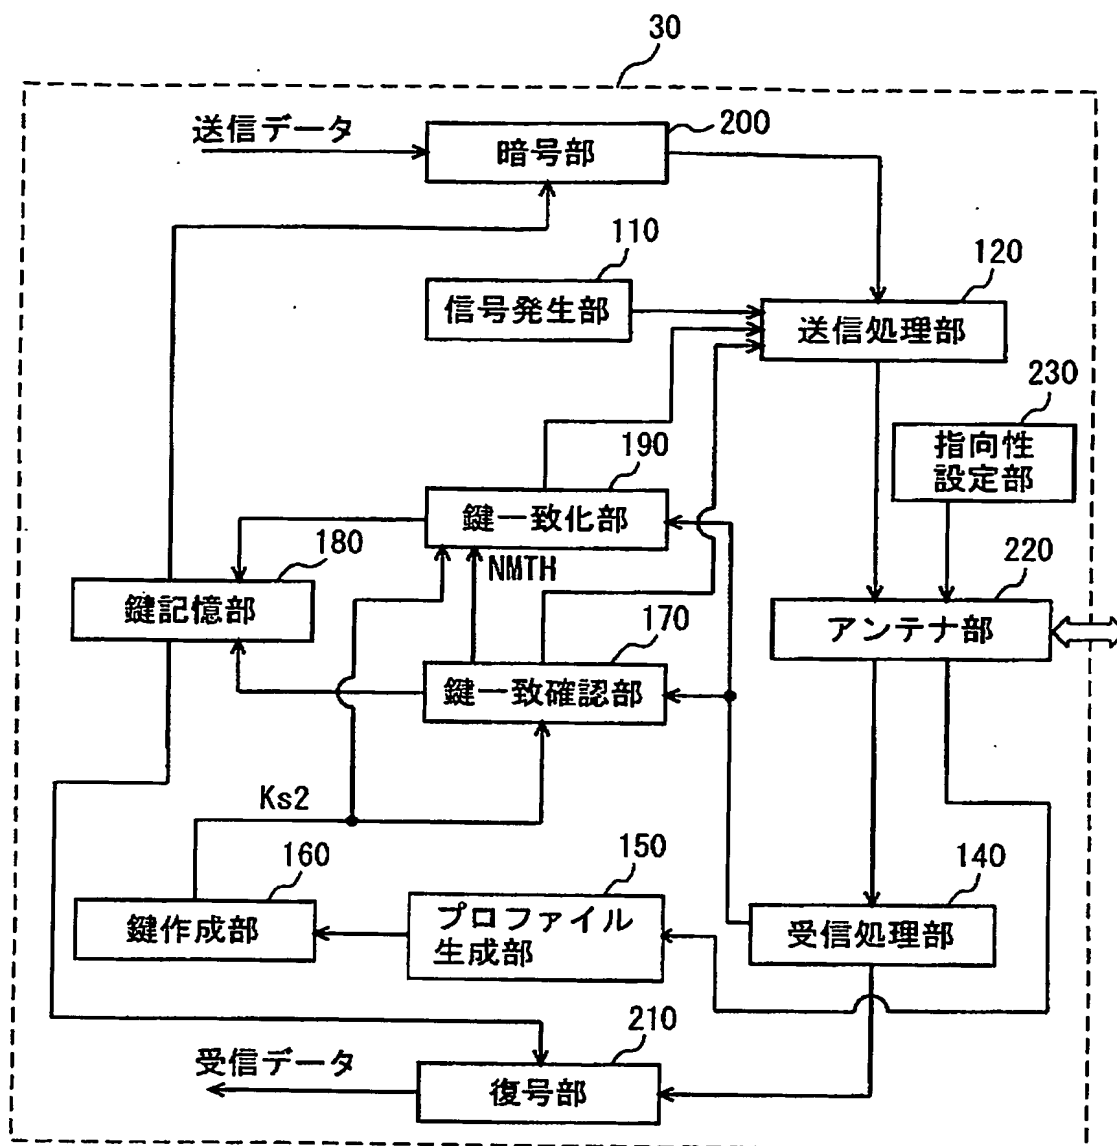 30
送信データ
暗号部
200
110
信号発生部
120
送信処理部
230
指向性
設定部
190
鍵一致化部
180
NMTH
鍵記憶部
220
アンテナ部
170
鍵一致確認部
Ks2
160
鍵作成部
150
プロファイル
生成部
140
受信処理部
210
受信データ
復号部